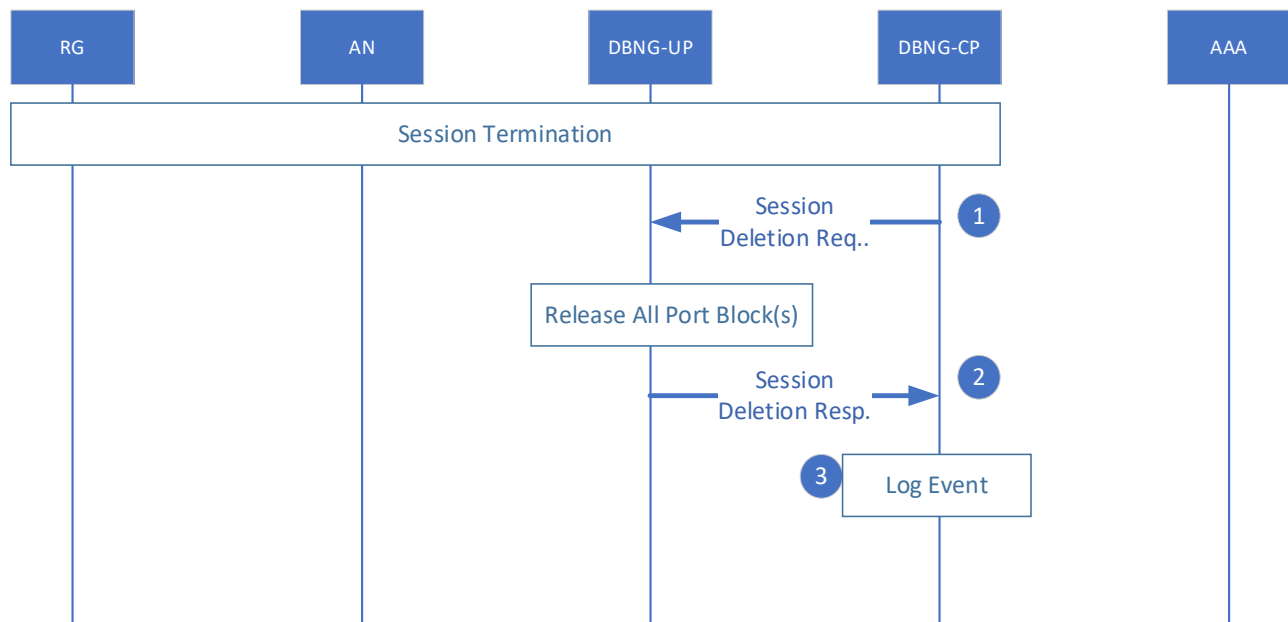 RG
AN
DBNG-UP
DBNG-CP
AAA
Session Termination
Session
Deletion Req..
1
Release All Port Block(s)
Session
Deletion Resp.
2
3
Log Event